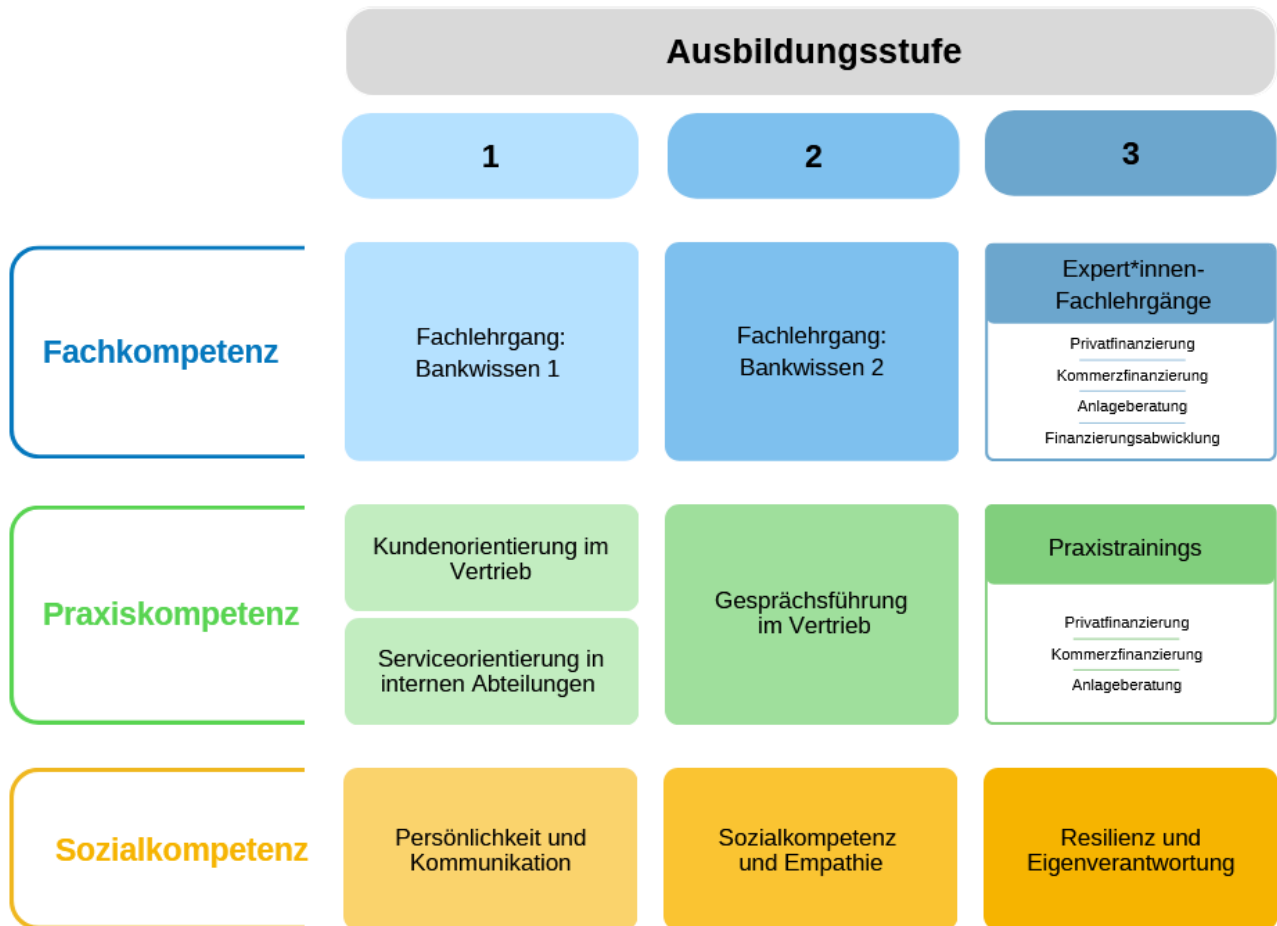 Ausbildungsstufe
1
2
3
Fachkompetenz
Fachlehrgang:
Bankwissen 1
Fachlehrgang:
Bankwissen 2
Expert*innen-
Fachlehrgänge
Privatfinanzierung
Kommerzfinanzierung
Anlageberatung
Finanzierungsabwicklung
Praxiskompetenz
Kundenorientierung im
Vertrieb
Serviceorientierung in
internen Abteilungen
Gesprächsführung
im Vertrieb
Praxistrainings
Privatfinanzierung
Kommerzfinanzierung
Anlageberatung
Sozialkompetenz
Persönlichkeit und
Kommunikation
Sozialkompetenz
und Empathie
Resilienz und
Eigenverantwortung